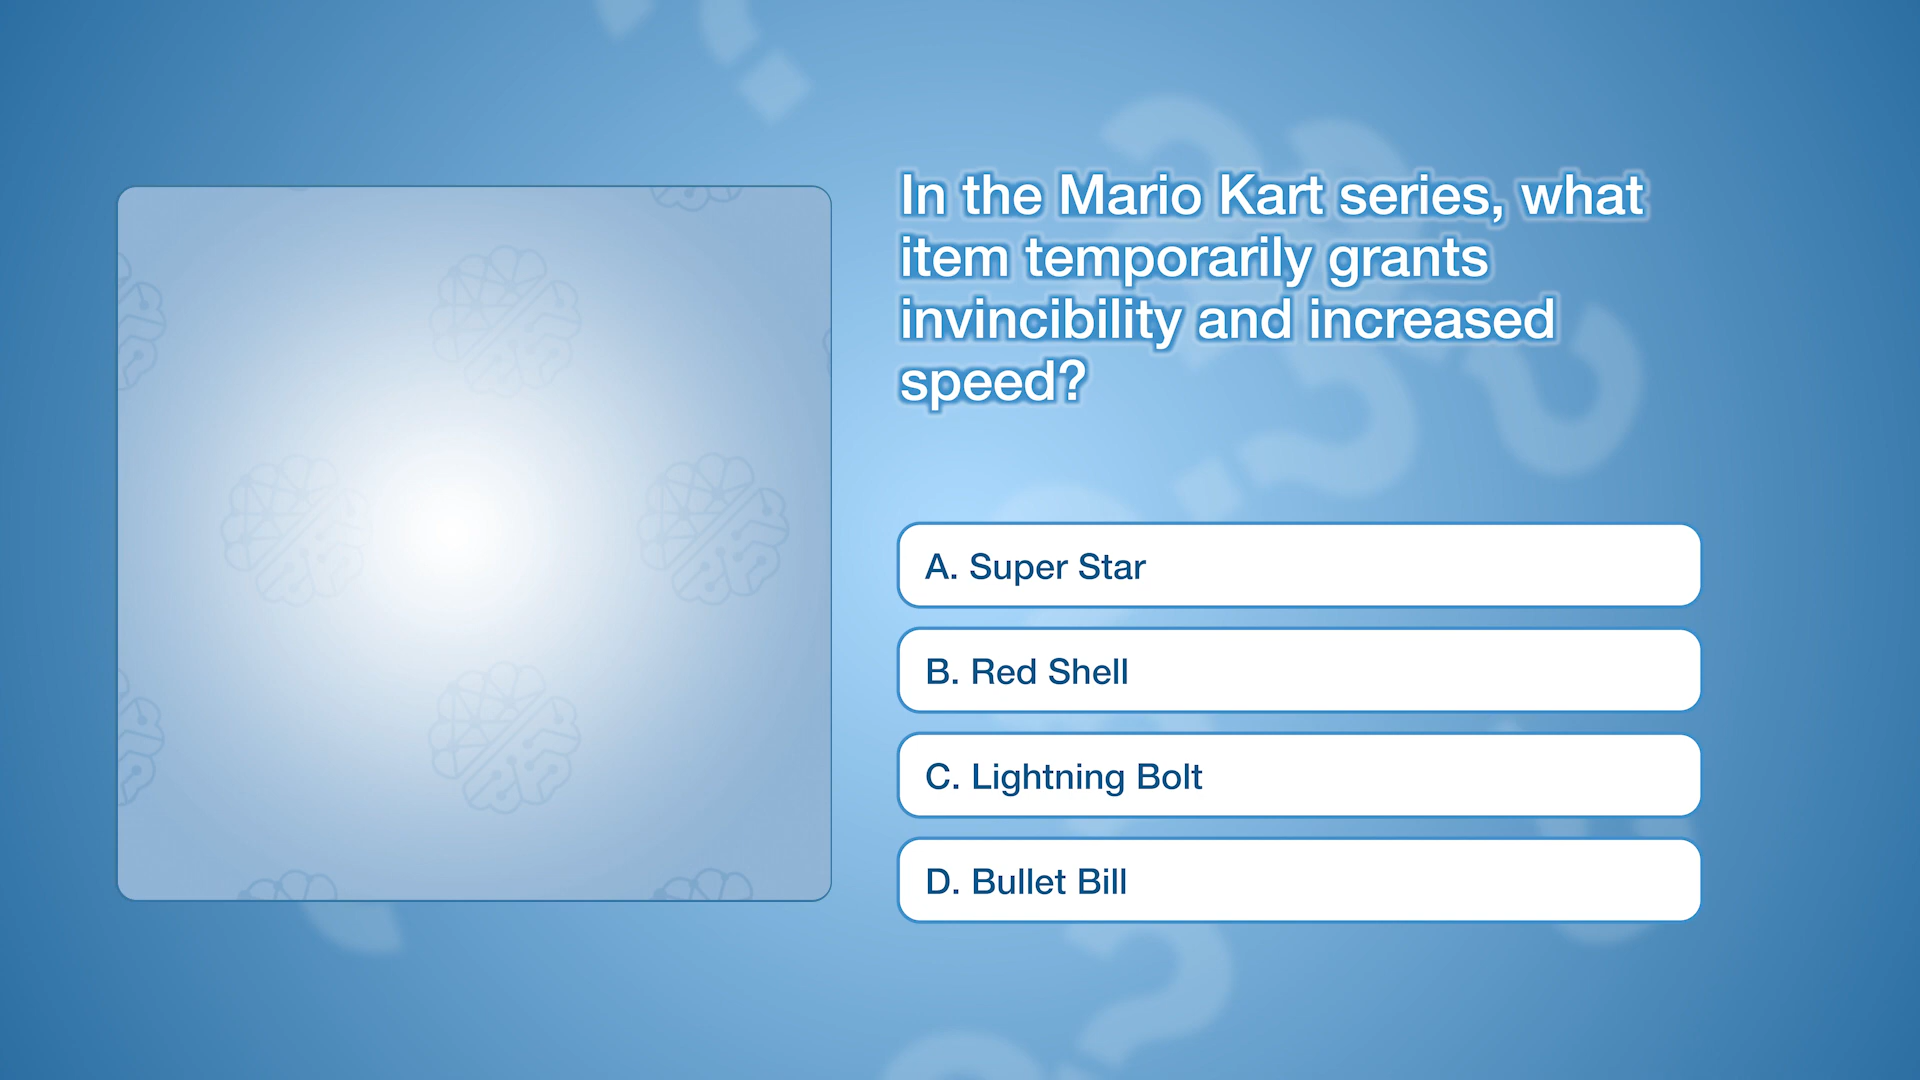 In the Mario Kart series, what
item temporarily grants
invincibility and increased
speed?
A. Super Star
B. Red Shell
C. Lightning Bolt
D. Bullet Bill